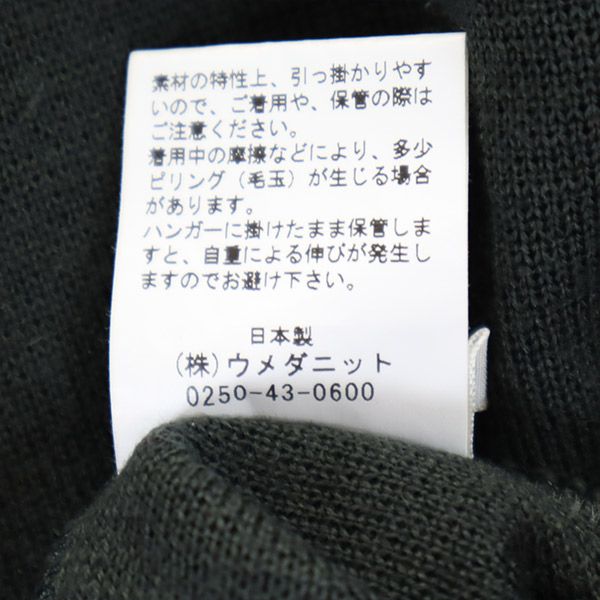 素材の特性上、引っ掛かりやす
いので、ご着用や、保管の際は
ご注意ください。
着用中の摩擦などにより、多少
ピリング（毛玉）が生じる場合
があります。
ハンガーに掛けたまま保管しま
すと、自重による伸びが発生し
ますのでお避け下さい。
日本製
(株)ウメダニット
0250-43-0600